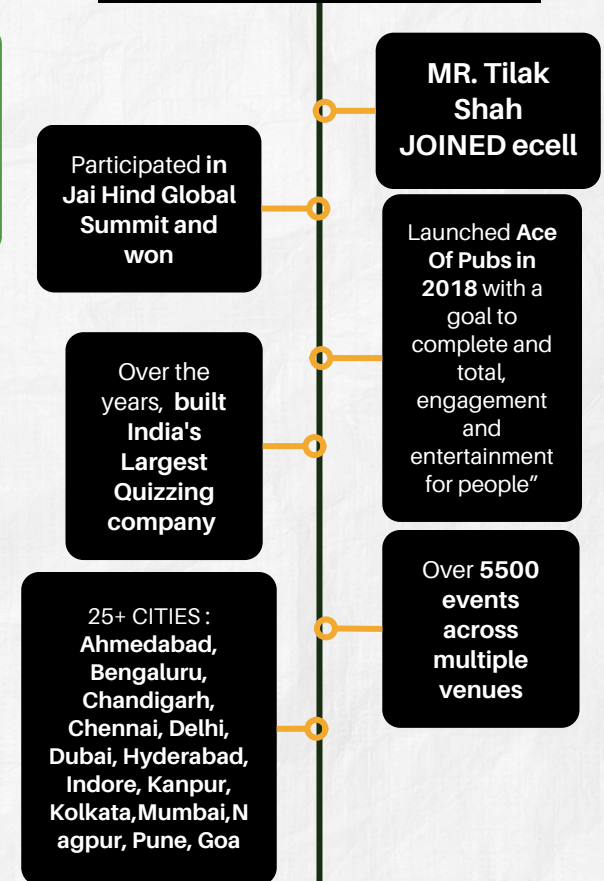 MR. Tilak
Shah
JOINED ecell
Participated in
Jai Hind Global
Summit and
won
Launched Ace
Of Pubs in
2018 with a
goal to
complete and
total,
engagement
and
entertainment
for people”
Over the
years, built
India's
Largest
Quizzing
company
Over 5500
events
across
multiple
venues
25+ CITIES :
Ahmedabad,
Bengaluru,
Chandigarh,
Chennai, Delhi,
Dubai, Hyderabad,
Indore, Kanpur,
Kolkata,Mumbai,N
agpur, Pune, Goa